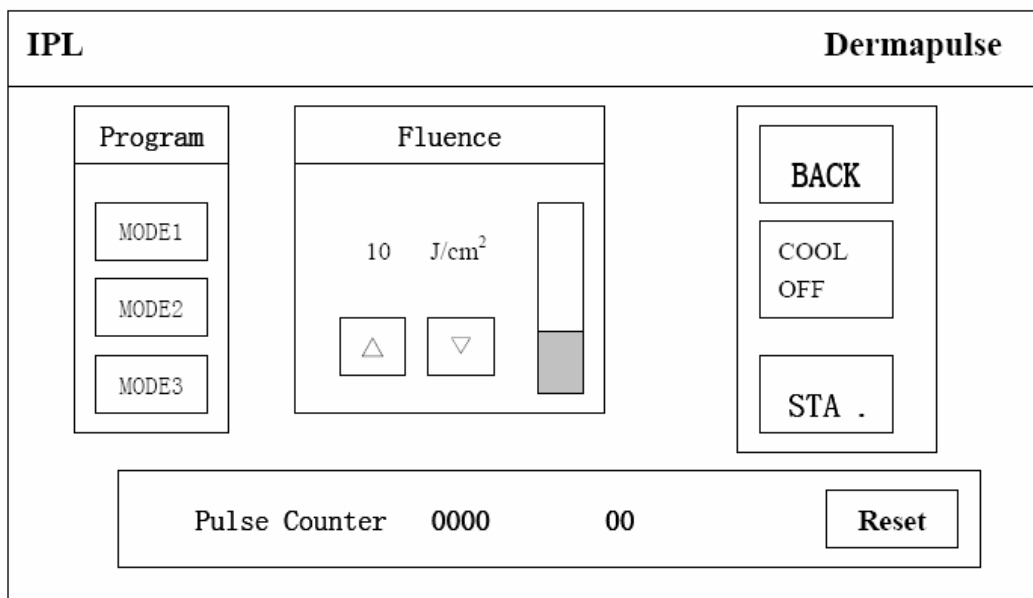 IPL Dermapulse
Program
MODE1
MODE2
MODE3
Fluence
10 J/cm²
△ ▽
BACK
COOL
OFF
STA .
Pulse Counter 0000 00 Reset